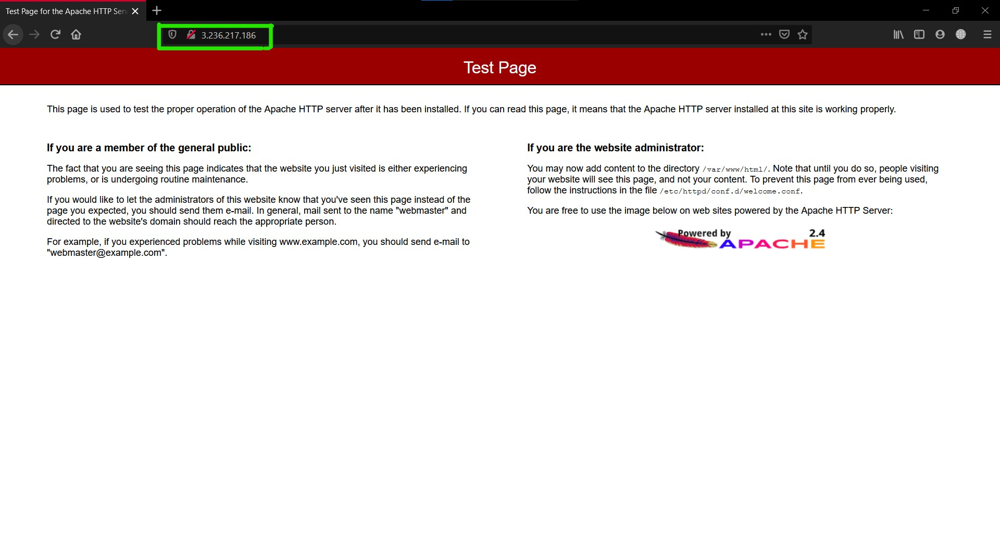 Test Page for the Apache HTTP Serv
3.236.217.186
Test Page
This page is used to test the proper operation of the Apache HTTP server after it has been installed. If you can read this page, it means that the Apache HTTP server installed at this site is working properly.
If you are a member of the general public:
The fact that you are seeing this page indicates that the website you just visited is either experiencing
problems, or is undergoing routine maintenance.
If you would like to let the administrators of this website know that you've seen this page instead of the
page you expected, you should send them e-mail. In general, mail sent to the name "webmaster" and
directed to the website's domain should reach the appropriate person.
For example, if you experienced problems while visiting www.example.com, you should send e-mail to
"webmaster@example.com".
If you are the website administrator:
You may now add content to the directory /var/www/html/. Note that until you do so, people visiting
your website will see this page, and not your content. To prevent this page from ever being used,
follow the instructions in the file /etc/httpd/conf.d/welcome.conf.
You are free to use the image below on web sites powered by the Apache HTTP Server:
Powered by 2.4
APACHE